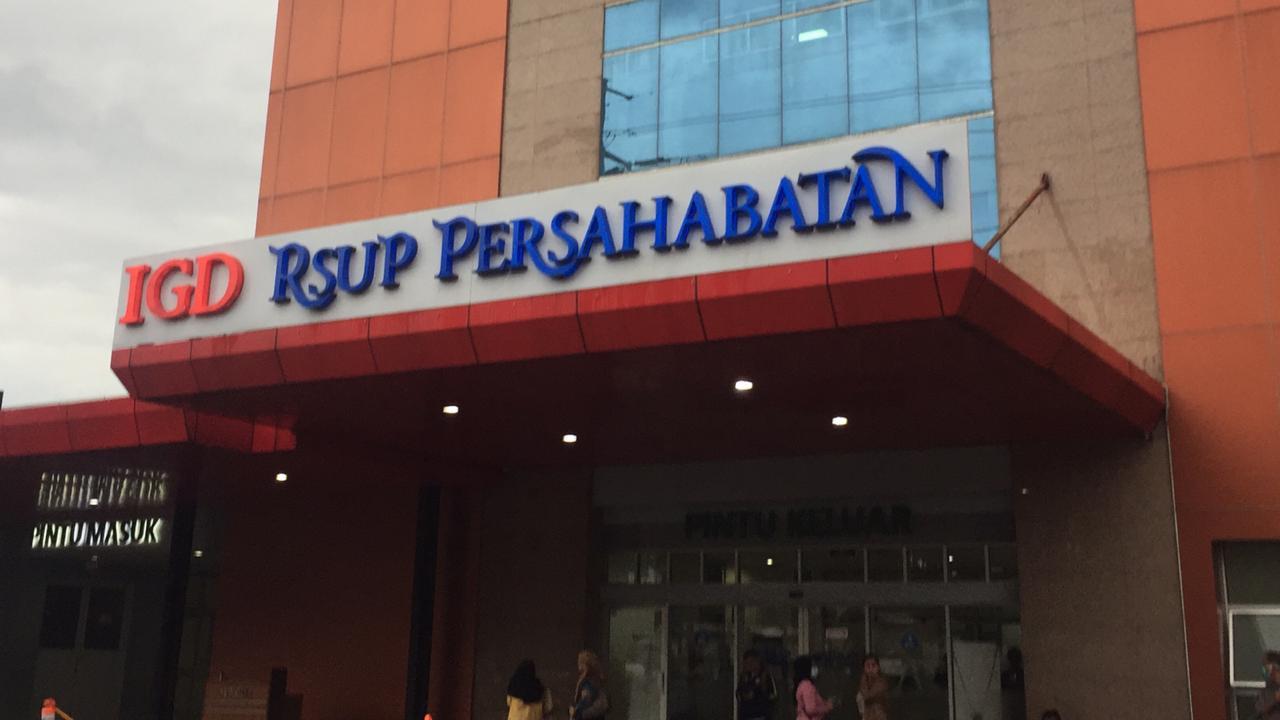 IGD RSUP PERSAHABATAN
PINTU MASUK
PINTU KELUAR